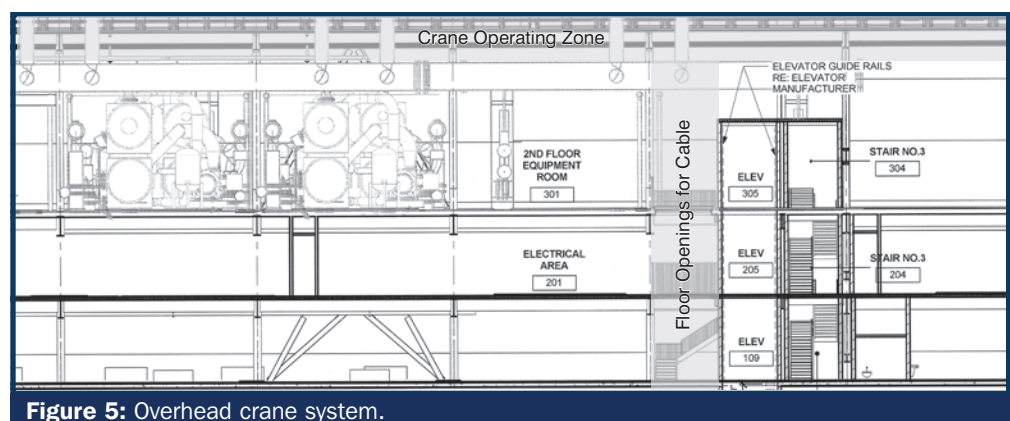 Crane Operating Zone
ELEVATOR GUIDE RAILS
RE: ELEVATOR
MANUFACTURER
Floor Openings for Cable
2ND FLOOR
EQUIPMENT
ROOM
301
ELEV
305
STAIR NO.3
304
ELECTRICAL
AREA
201
ELEV
205
STAIR NO.3
204
ELEV
109
Figure 5: Overhead crane system.